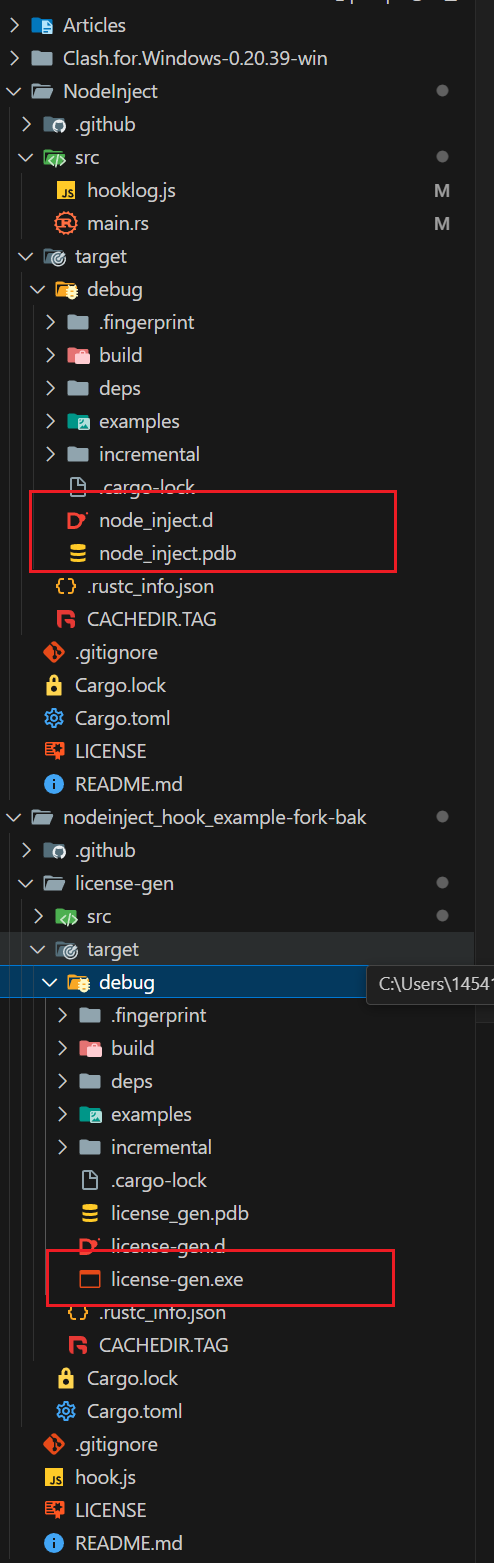 Articles
Clash.for.Windows-0.20.39-win
NodeInject
.github
src
JS hooklog.js M
R main.rs M
target
debug
.fingerprint
build
deps
examples
incremental
.cargo-lock
node_inject.d
node_inject.pdb
.rustc_info.json
CACHEDIR.TAG
.gitignore
Cargo.lock
Cargo.toml
LICENSE
README.md
nodeinject_hook_example-fork-bak
.github
license-gen
src
target
debug C:\Users\14541
.fingerprint
build
deps
examples
incremental
.cargo-lock
license_gen.pdb
license-gen.d
license-gen.exe
.rustc_info.json
CACHEDIR.TAG
Cargo.lock
Cargo.toml
.gitignore
JS hook.js
LICENSE
README.md